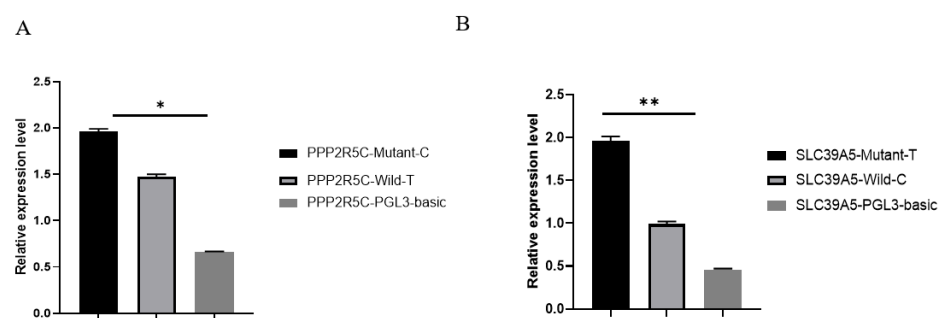 A
Relative expression level
2.5
2.0
1.5
1.0
0.5
0.0
*
PPP2R5C-Mutant-C
PPP2R5C-Wild-T
PPP2R5C-PGL3-basic
B
Relative expression level
2.5
2.0
1.5
1.0
0.5
0.0
**
SLC39A5-Mutant-T
SLC39A5-Wild-C
SLC39A5-PGL3-basic